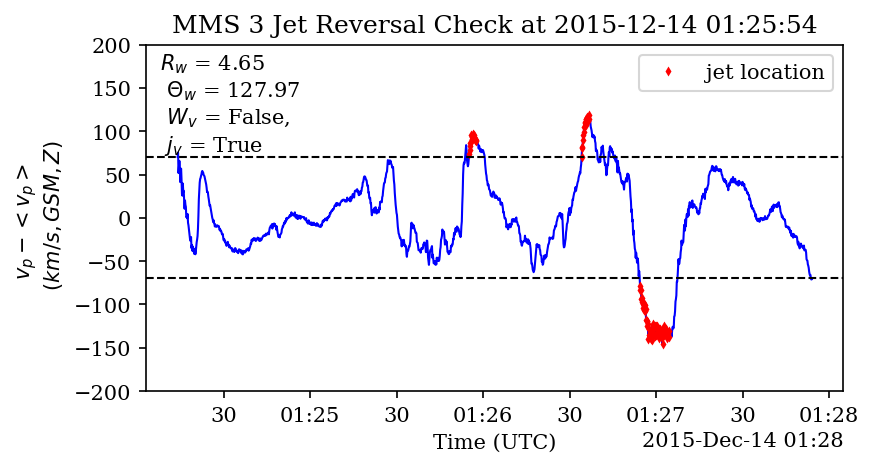 MMS 3 Jet Reversal Check at 2015-12-14 01:25:54
R_w = 4.65
Θ_w = 127.97
W_v = False,
j_v = True
jet location
v_p − < v_p >
(km/s, GSM, Z)
200
150
100
50
0
−50
−100
−150
−200
30 01:25 30 01:26 30 01:27 30 01:28
Time (UTC)
2015-Dec-14 01:28